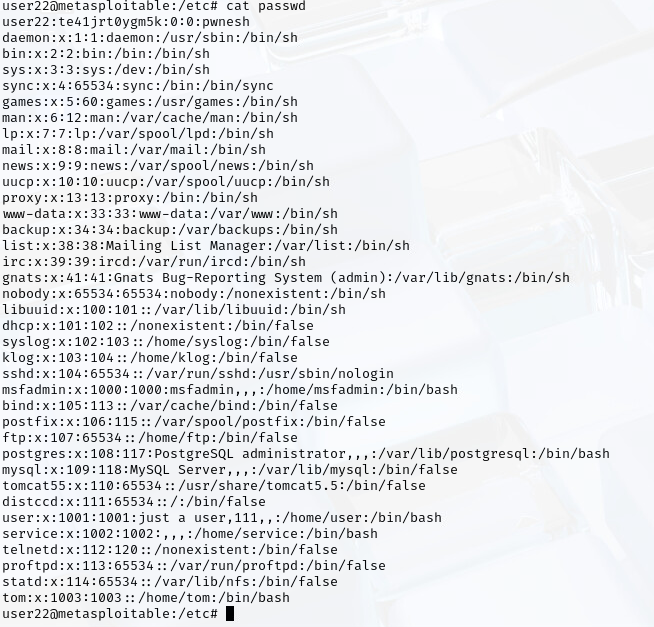 user22@metasploitable:/etc# cat passwd
user22:te41jrt0ygm5k:0:0:pwnesh
daemon:x:1:1:daemon:/usr/sbin:/bin/sh
bin:x:2:2:bin:/bin:/bin/sh
sys:x:3:3:sys:/dev:/bin/sh
sync:x:4:65534:sync:/bin:/bin/sync
games:x:5:60:games:/usr/games:/bin/sh
man:x:6:12:man:/var/cache/man:/bin/sh
lp:x:7:7:lp:/var/spool/lpd:/bin/sh
mail:x:8:8:mail:/var/mail:/bin/sh
news:x:9:9:news:/var/spool/news:/bin/sh
uucp:x:10:10:uucp:/var/spool/uucp:/bin/sh
proxy:x:13:13:proxy:/bin:/bin/sh
www-data:x:33:33:www-data:/var/www:/bin/sh
backup:x:34:34:backup:/var/backups:/bin/sh
list:x:38:38:Mailing List Manager:/var/list:/bin/sh
irc:x:39:39:ircd:/var/run/ircd:/bin/sh
gnats:x:41:41:Gnats Bug-Reporting System (admin):/var/lib/gnats:/bin/sh
nobody:x:65534:65534:nobody:/nonexistent:/bin/sh
libuuid:x:100:101::/var/lib/libuuid:/bin/sh
dhcp:x:101:102::/nonexistent:/bin/false
syslog:x:102:103::/home/syslog:/bin/false
klog:x:103:104::/home/klog:/bin/false
sshd:x:104:65534::/var/run/sshd:/usr/sbin/nologin
msfadmin:x:1000:1000:msfadmin,,,:/home/msfadmin:/bin/bash
bind:x:105:113::/var/cache/bind:/bin/false
postfix:x:106:115::/var/spool/postfix:/bin/false
ftp:x:107:65534::/home/ftp:/bin/false
postgres:x:108:117:PostgreSQL administrator,,,:/var/lib/postgresql:/bin/bash
mysql:x:109:118:MySQL Server,,,:/var/lib/mysql:/bin/false
tomcat55:x:110:65534::/usr/share/tomcat5.5:/bin/false
distccd:x:111:65534::/:/bin/false
user:x:1001:1001:just a user,111,,:/home/user:/bin/bash
service:x:1002:1002:,,,:/home/service:/bin/bash
telnetd:x:112:120::/nonexistent:/bin/false
proftpd:x:113:65534::/var/run/proftpd:/bin/false
statd:x:114:65534::/var/lib/nfs:/bin/false
tom:x:1003:1003::/home/tom:/bin/bash
user22@metasploitable:/etc#